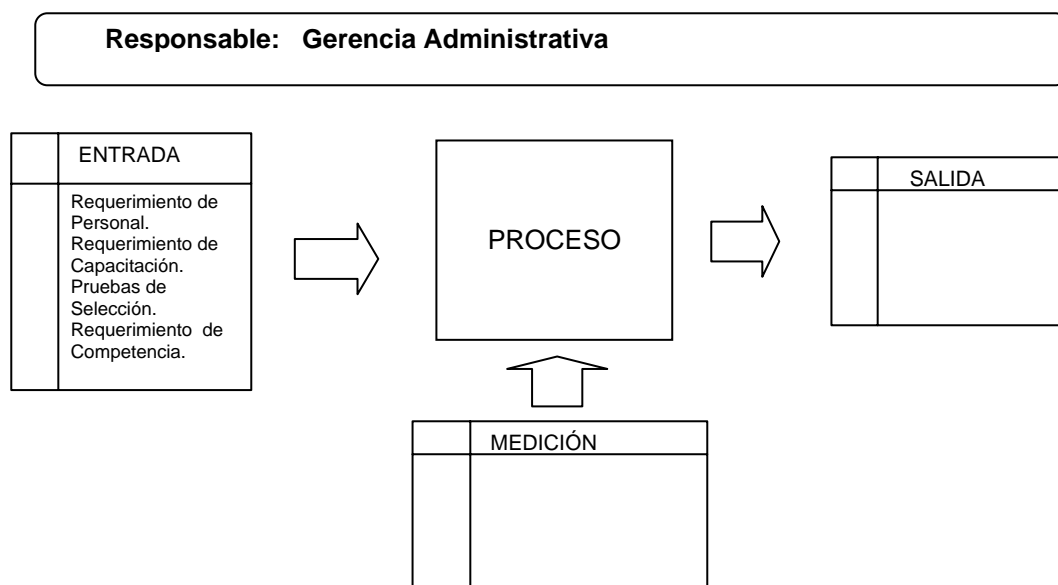 Responsable: Gerencia Administrativa
ENTRADA
Requerimiento de
Personal.
Requerimiento de
Capacitación.
Pruebas de
Selección.
Requerimiento de
Competencia.
PROCESO
SALIDA
MEDICIÓN